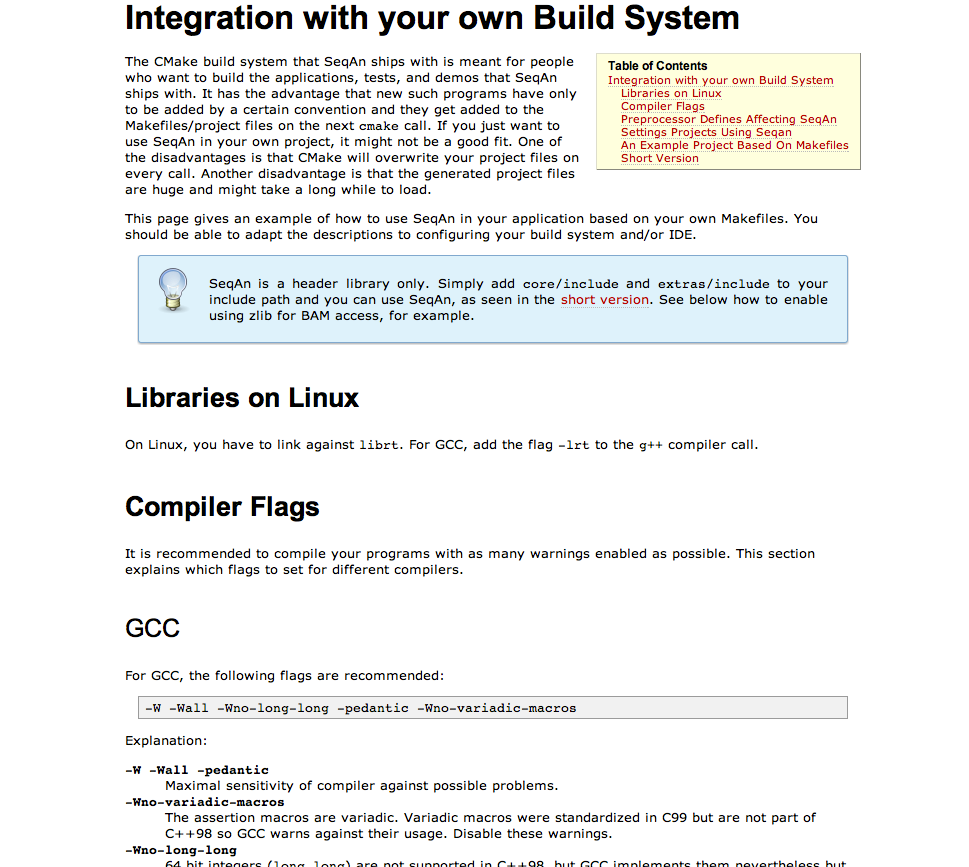 Integration with your own Build System
The CMake build system that SeqAn ships with is meant for people
who want to build the applications, tests, and demos that SeqAn
ships with. It has the advantage that new such programs have only
to be added by a certain convention and they get added to the
Makefiles/project files on the next cmake call. If you just want to
use SeqAn in your own project, it might not be a good fit. One of
the disadvantages is that CMake will overwrite your project files on
every call. Another disadvantage is that the generated project files
are huge and might take a long while to load.
Table of Contents
Integration with your own Build System
Libraries on Linux
Compiler Flags
Preprocessor Defines Affecting SeqAn
Settings Projects Using Seqan
An Example Project Based On Makefiles
Short Version
This page gives an example of how to use SeqAn in your application based on your own Makefiles. You
should be able to adapt the descriptions to configuring your build system and/or IDE.
SeqAn is a header library only. Simply add core/include and extras/include to your
include path and you can use SeqAn, as seen in the short version. See below how to enable
using zlib for BAM access, for example.
Libraries on Linux
On Linux, you have to link against librt. For GCC, add the flag -lrt to the g++ compiler call.
Compiler Flags
It is recommended to compile your programs with as many warnings enabled as possible. This section
explains which flags to set for different compilers.
GCC
For GCC, the following flags are recommended:
-W -Wall -Wno-long-long -pedantic -Wno-variadic-macros
Explanation:
-W -Wall -pedantic
Maximal sensitivity of compiler against possible problems.
-Wno-variadic-macros
The assertion macros are variadic. Variadic macros were standardized in C99 but are not part of
C++98 so GCC warns against their usage. Disable these warnings.
-Wno-long-long
64 bit integers (long long) are not supported in C++98, but GCC implements them nevertheless but